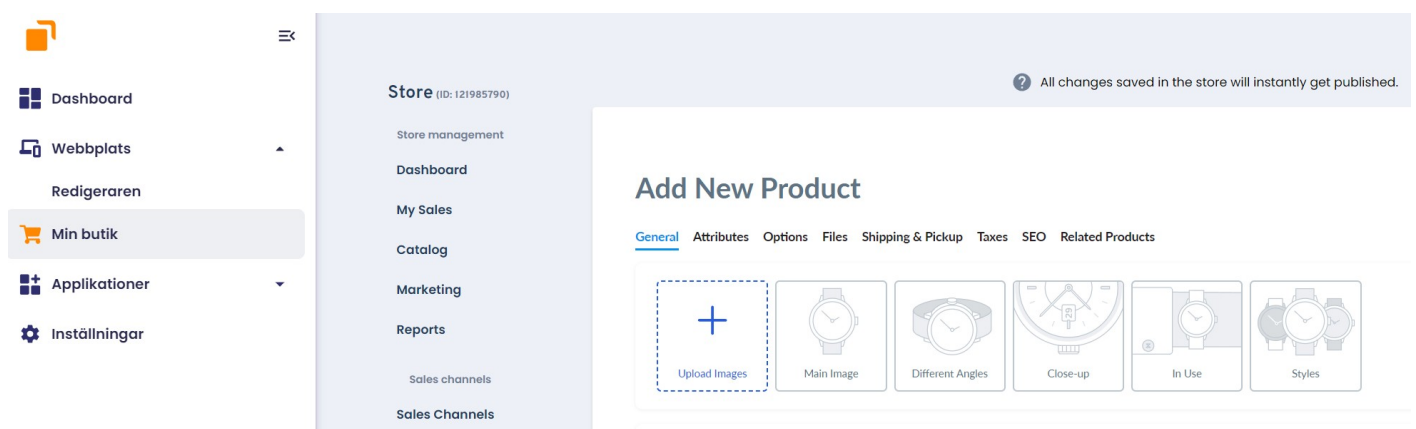 Dashboard
Webbplats
Redigeraren
Min butik
Applikationer
Inställningar
Store (ID: 121985790)
Store management
Dashboard
My Sales
Catalog
Marketing
Reports
Sales channels
Sales Channels
All changes saved in the store will instantly get published.
Add New Product
General Attributes Options Files Shipping & Pickup Taxes SEO Related Products
Upload Images
Main Image
Different Angles
29
Close-up
In Use
Styles